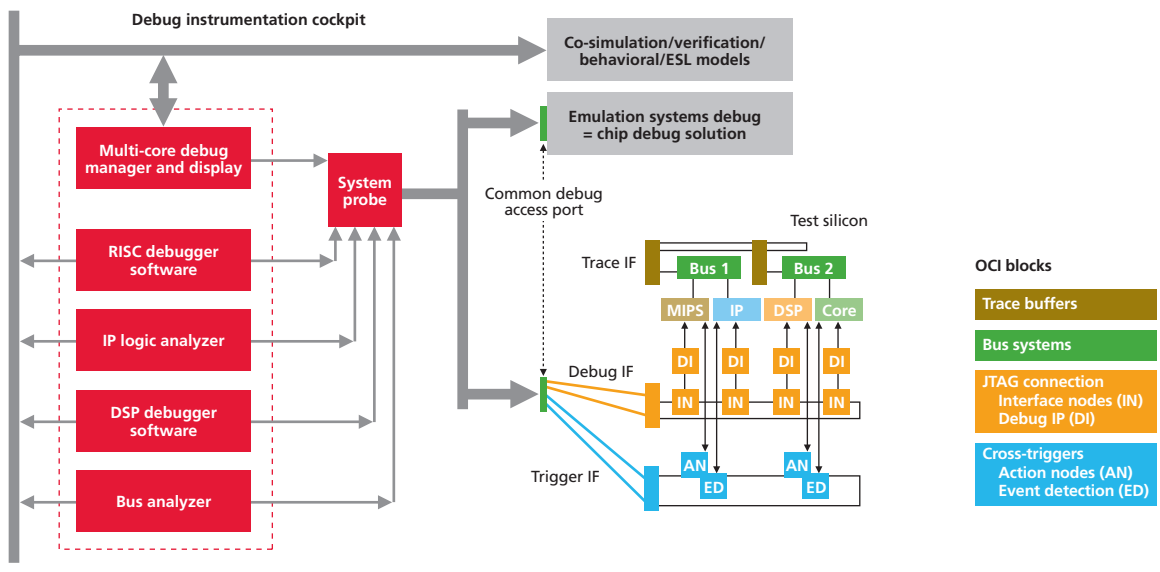 Debug instrumentation cockpit
Co-simulation/verification/
behavioral/ESL models
Emulation systems debug
= chip debug solution
Multi-core debug
manager and display
System
probe
Common debug
access port
RISC debugger
software
IP logic analyzer
DSP debugger
software
Bus analyzer
Test silicon
Trace IF
Bus 1
Bus 2
MIPS
IP
DSP
Core
DI
DI
DI
DI
Debug IF
IN
IN
IN
IN
AN
AN
Trigger IF
ED
ED
OCI blocks
Trace buffers
Bus systems
JTAG connection
Interface nodes (IN)
Debug IP (DI)
Cross-triggers
Action nodes (AN)
Event detection (ED)